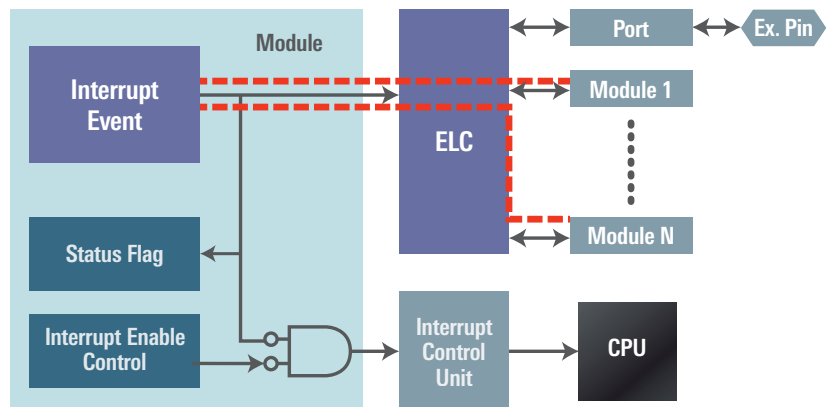 Module
Interrupt
Event
Status Flag
Interrupt Enable
Control
ELC
Port
Ex. Pin
Module 1
Module N
Interrupt
Control
Unit
CPU